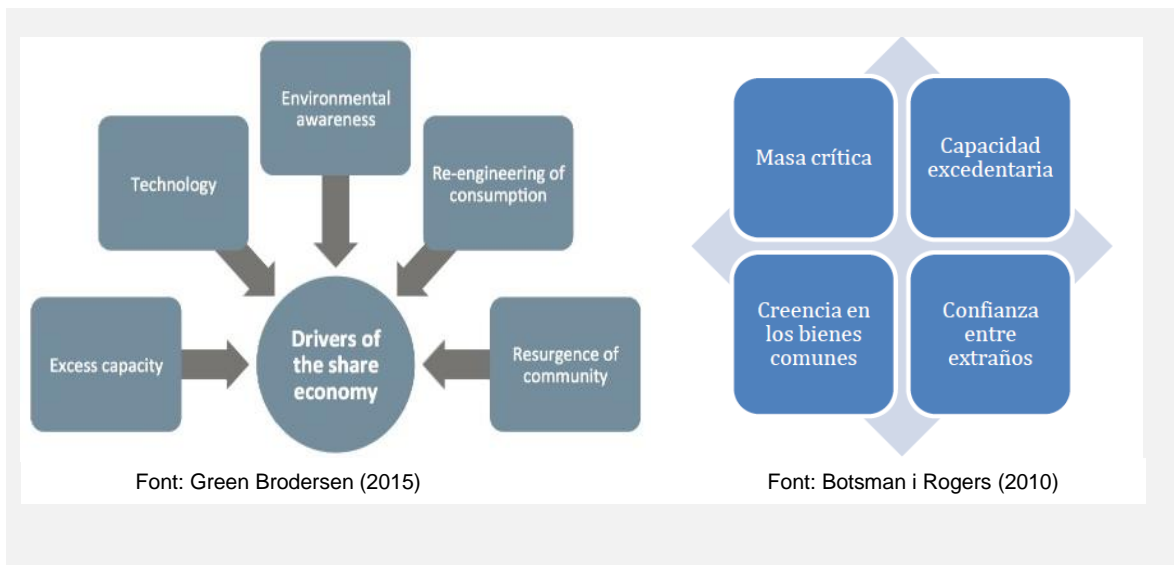 Environmental
awareness
Technology
Re-engineering of
consumption
Excess capacity
Drivers of
the share
economy
Resurgence of
community
Font: Green Brodersen (2015)
Masa crítica
Capacidad
excedentaria
Creencia en
los bienes
comunes
Confianza
entre
extraños
Font: Botsman i Rogers (2010)